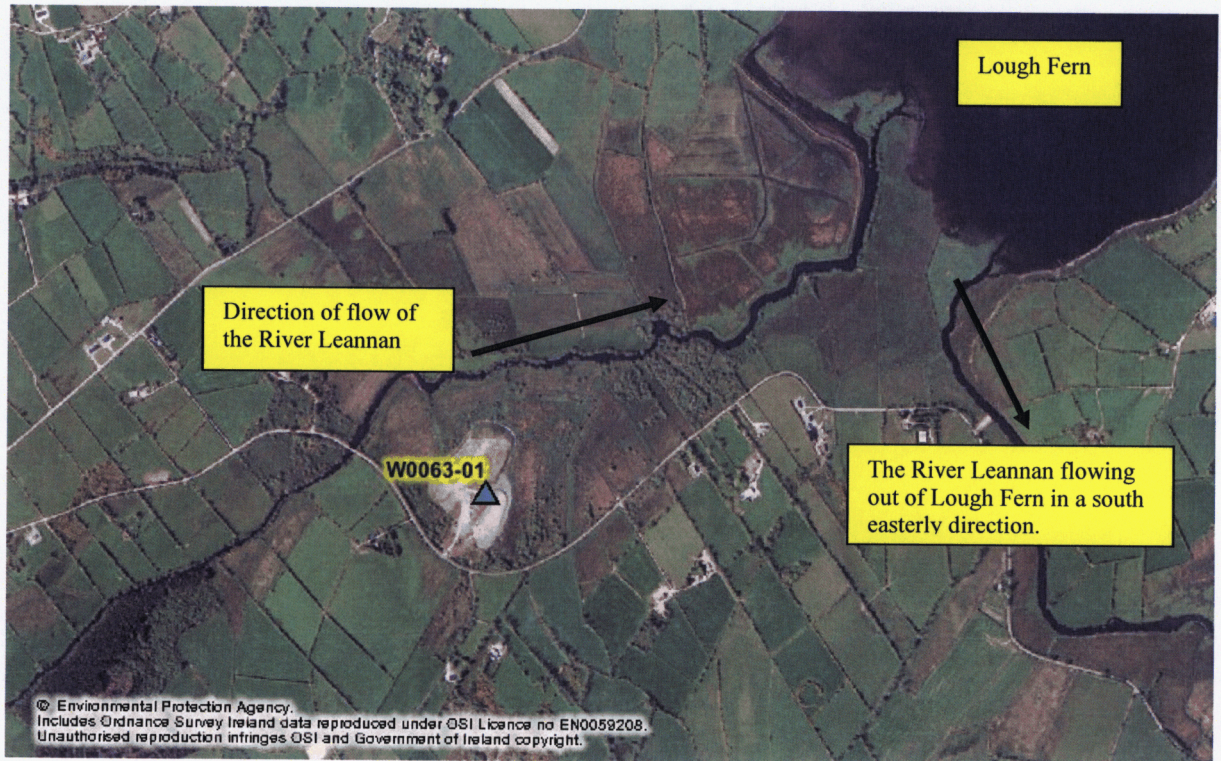 Lough Fern
Direction of flow of
the River Leannan
W0063-01
The River Leannan flowing
out of Lough Fern in a south
easterly direction.
© Environmental Protection Agency.
Includes Ordnance Survey Ireland data reproduced under OSI Licence no EN0059208.
Unauthorised reproduction infringes OSI and Government of Ireland copyright.